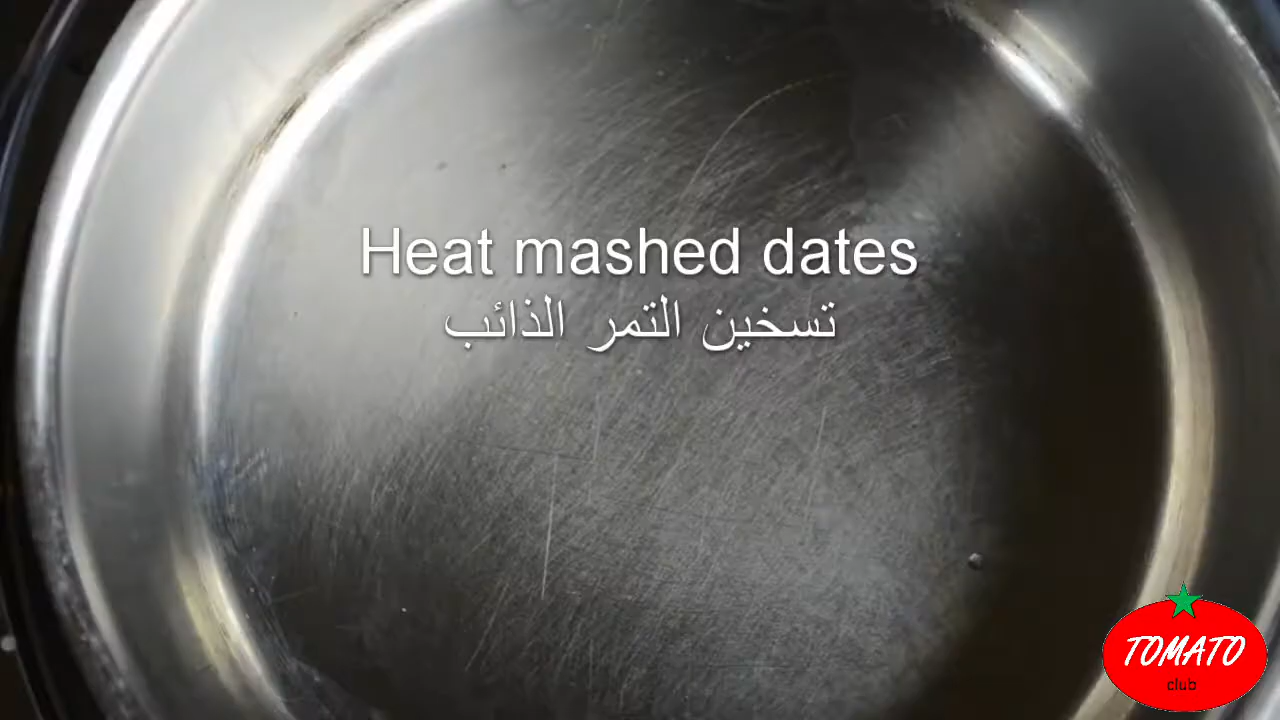 Heat mashed dates
تسخين التمر الذائب
TOMATO
club